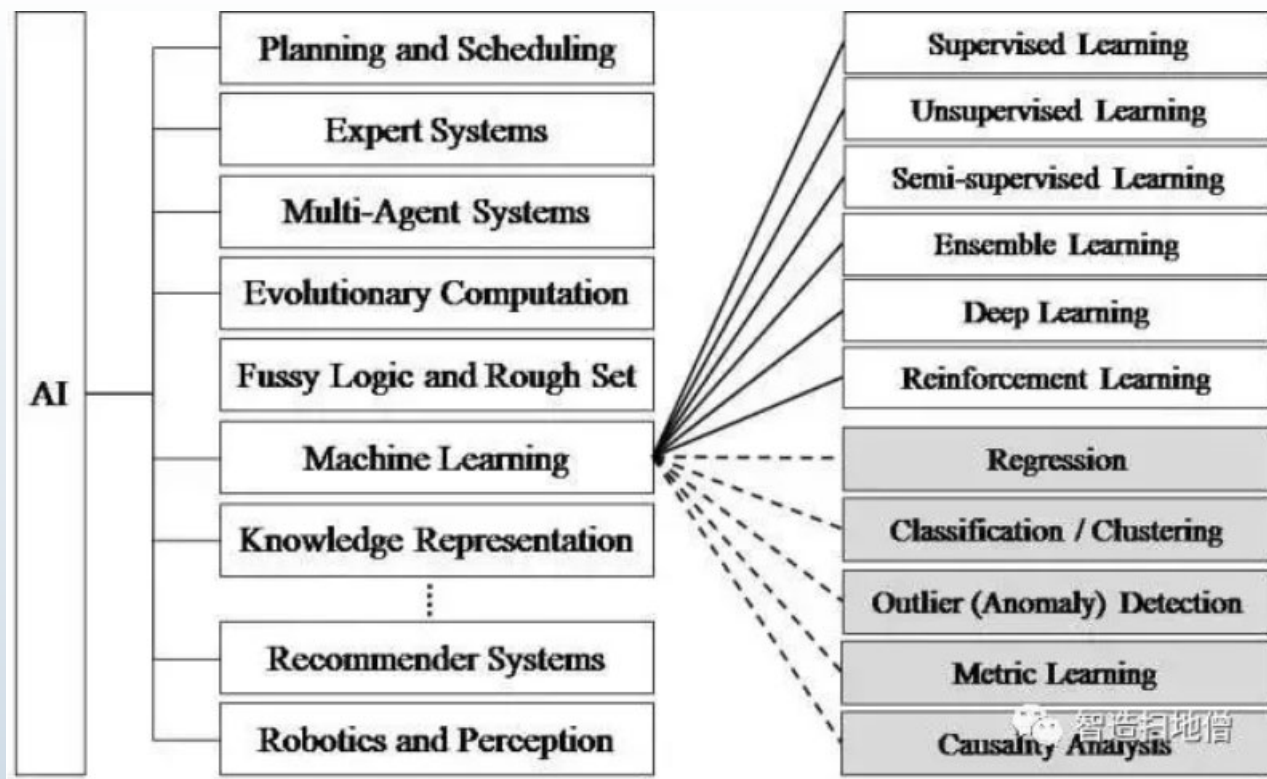 AI
Planning and Scheduling
Expert Systems
Multi-Agent Systems
Evolutionary Computation
Fussy Logic and Rough Set
Machine Learning
Knowledge Representation
Recommender Systems
Robotics and Perception
Supervised Learning
Unsupervised Learning
Semi-supervised Learning
Ensemble Learning
Deep Learning
Reinforcement Learning
Regression
Classification / Clustering
Outlier (Anomaly) Detection
Metric Learning
Causality Analysis
智造扫地僧